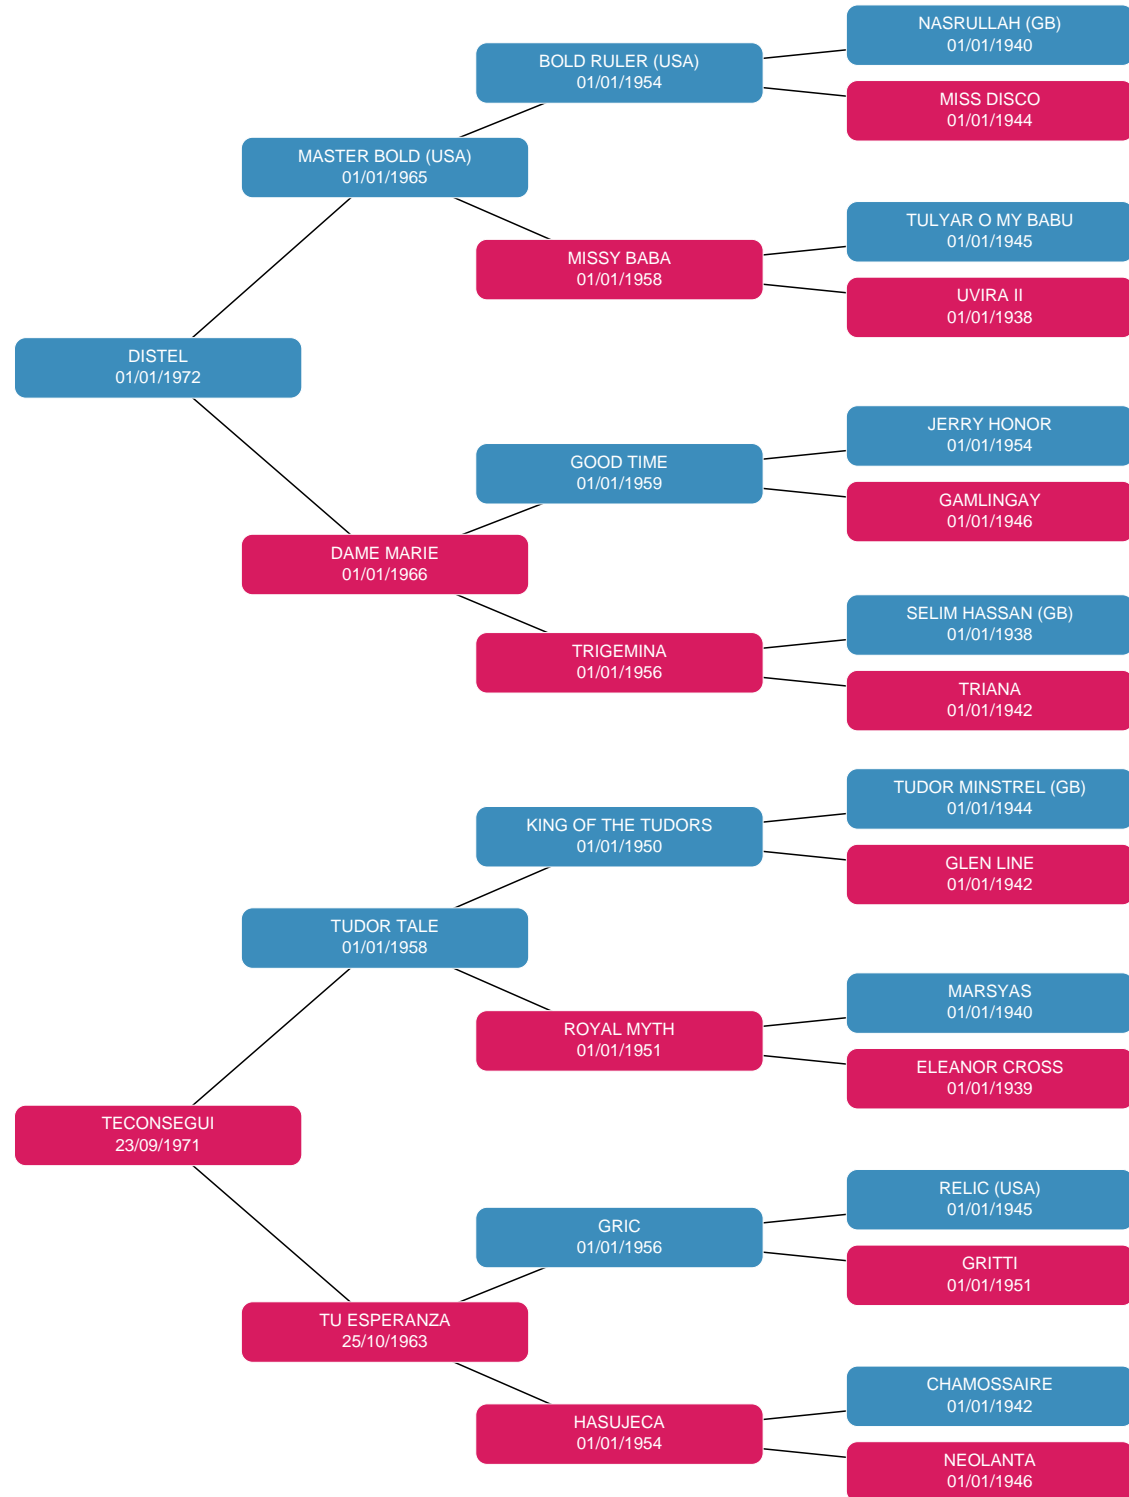 NASRULLAH (GB)
01/01/1940
BOLD RULER (USA)
01/01/1954
MISS DISCO
01/01/1944
MASTER BOLD (USA)
01/01/1965
TULYAR O MY BABU
01/01/1945
MISSY BABA
01/01/1958
UVIRA II
01/01/1938
DISTEL
01/01/1972
JERRY HONOR
01/01/1954
GOOD TIME
01/01/1959
GAMLINGAY
01/01/1946
DAME MARIE
01/01/1966
SELIM HASSAN (GB)
01/01/1938
TRIGEMINA
01/01/1956
TRIANA
01/01/1942
TUDOR MINSTREL (GB)
01/01/1944
KING OF THE TUDORS
01/01/1950
GLEN LINE
01/01/1942
TUDOR TALE
01/01/1958
MARSYAS
01/01/1940
ROYAL MYTH
01/01/1951
ELEANOR CROSS
01/01/1939
TECONSEGUI
23/09/1971
RELIC (USA)
01/01/1945
GRIC
01/01/1956
GRITTI
01/01/1951
TU ESPERANZA
25/10/1963
CHAMOSSAIRE
01/01/1942
HASUJECA
01/01/1954
NEOLANTA
01/01/1946